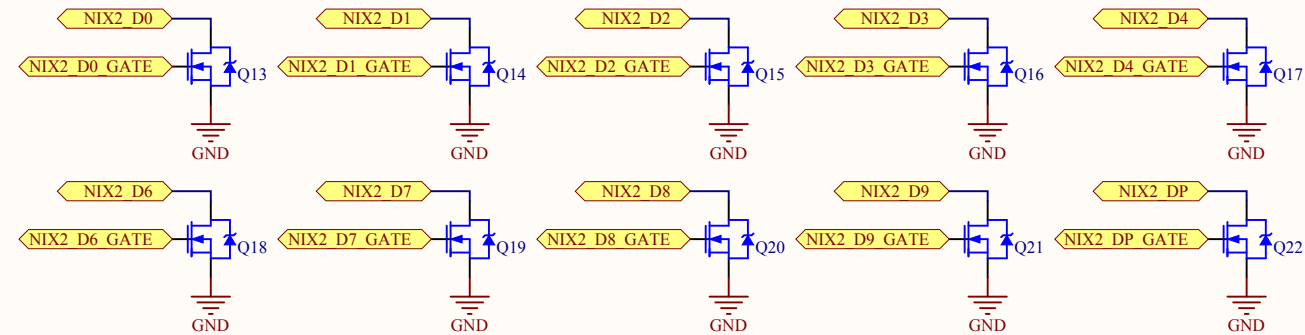 NIX2_D0 NIX2_D1 NIX2_D2 NIX2_D3 NIX2_D4
NIX2_D0_GATE Q13 NIX2_D1_GATE Q14 NIX2_D2_GATE Q15 NIX2_D3_GATE Q16 NIX2_D4_GATE Q17
GND GND GND GND GND
NIX2_D6 NIX2_D7 NIX2_D8 NIX2_D9 NIX2_DP
NIX2_D6_GATE Q18 NIX2_D7_GATE Q19 NIX2_D8_GATE Q20 NIX2_D9_GATE Q21 NIX2_DP_GATE Q22
GND GND GND GND GND